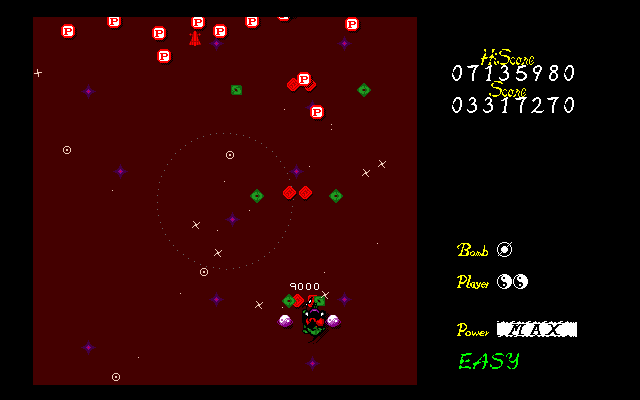 P P P P P P P
P
HiScore
07135980
P
Score
03317270
P
Bomb
9000
Player
Power MAX
EASY